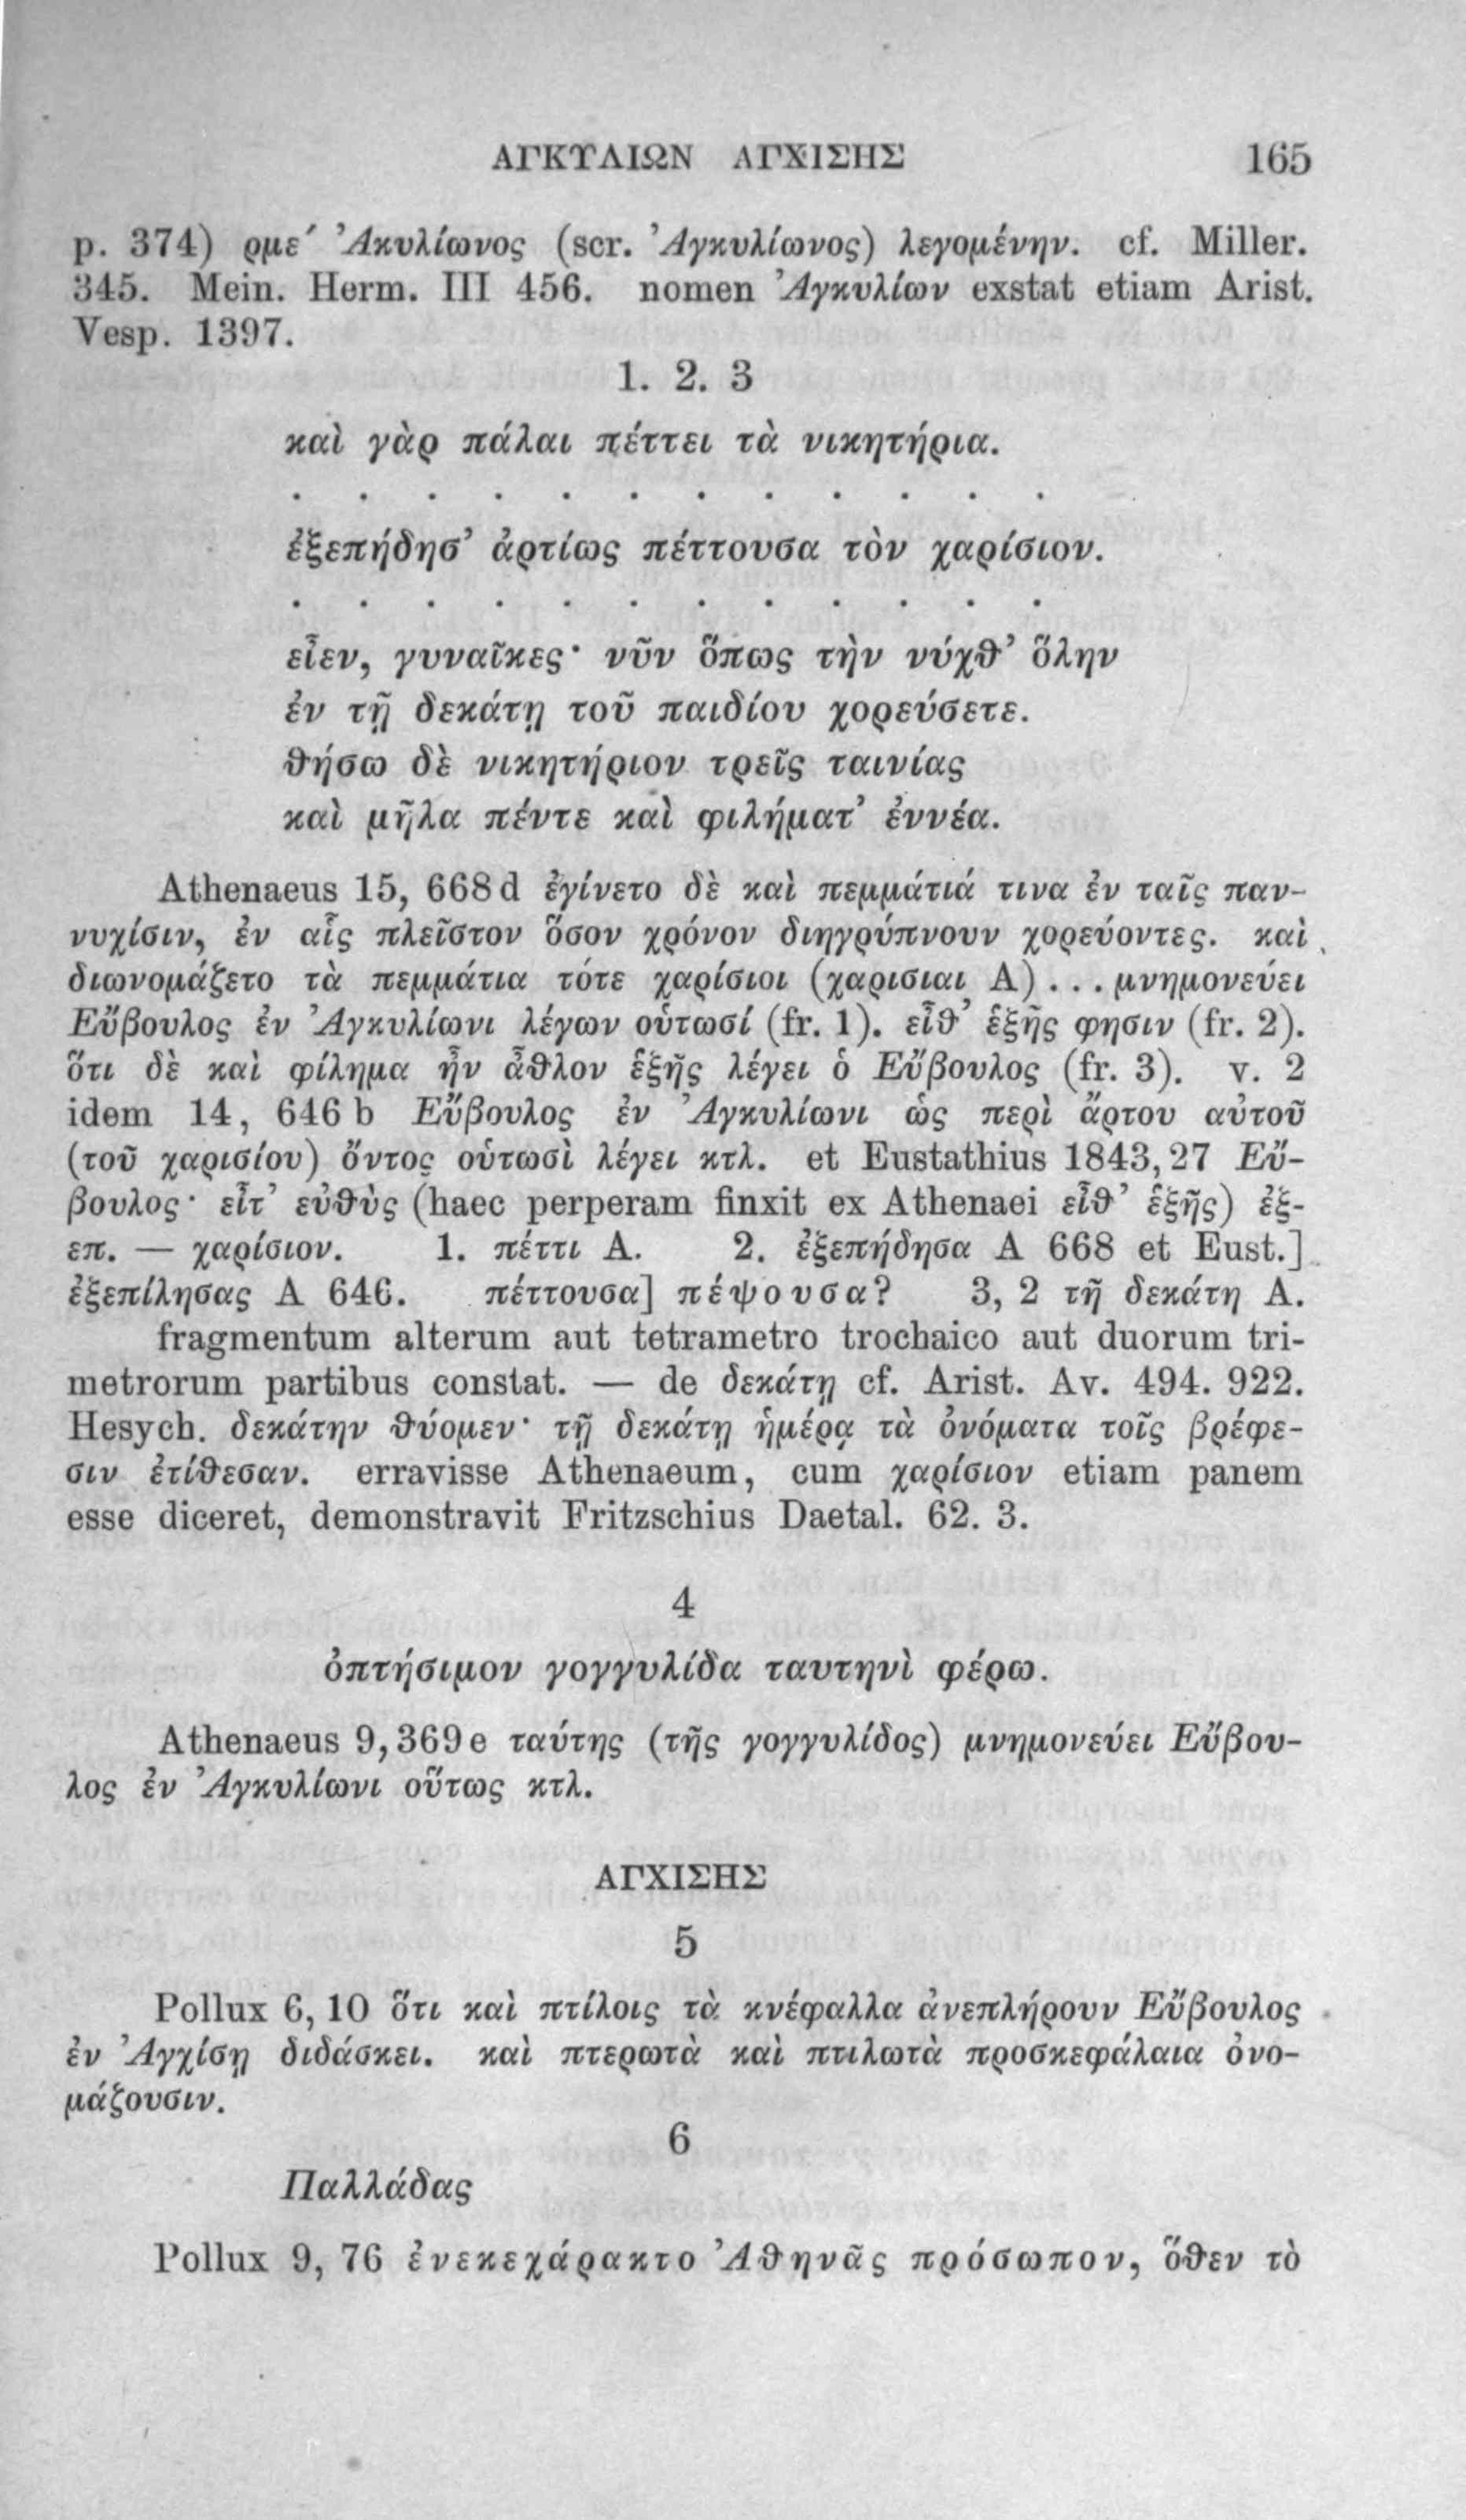 ΑΓΚΥΛΙΩΝ ΑΓΧΙΣΗΣ 165
p. 374) ρμε´ Ἀκυλίωνος (scr. Ἀγκυλίωνος) λεγομένην. cf. Miller.
345. Mein. Herm. III 456. nomen Ἀγκυλίων exstat etiam Arist.
Vesp. 1397.
1. 2. 3
καὶ γὰρ πάλαι πέττει τὰ νικητήρια.
. . . . . . . . . . . .
ἐξεπήδησ’ ἀρτίως πέττουσα τὸν χαρίσιον.
. . . . . . . . . . . .
εἶεν, γυναῖκες· νῦν ὅπως τὴν νύχθ’ ὅλην
ἐν τῇ δεκάτῃ τοῦ παιδίου χορεύσετε.
θήσω δὲ νικητήριον τρεῖς ταινίας
καὶ μῆλα πέντε καὶ φιλήματ’ ἐννέα.
Athenaeus 15, 668d ἐγίνετο δὲ καὶ πεμμάτιά τινα ἐν ταῖς παν-
νυχίσιν, ἐν αἷς πλεῖστον ὅσον χρόνον διηγρύπνουν χορεύοντες. καὶ
διωνομάζετο τὰ πεμμάτια τότε χαρίσιοι (χαρισιαι A) ... μνημονεύει
Εὔβουλος ἐν Ἀγκυλίωνι λέγων οὑτωσί (fr. 1). εἶθ’ ἑξῆς φησιν (fr. 2).
ὅτι δὲ καὶ φίλημα ἦν ἆθλον ἑξῆς λέγει ὁ Εὔβουλος (fr. 3). v. 2
idem 14, 646 b Εὔβουλος ἐν Ἀγκυλίωνι ὡς περὶ ἄρτου αὐτοῦ
(τοῦ χαρισίου) ὄντος οὑτωσὶ λέγει κτλ. et Eustathius 1843, 27 Εὔ-
βουλος· εἶτ’ εὐθὺς (haec perperam finxit ex Athenaei εἶθ’ ἑξῆς) ἐξ-
επ. — χαρίσιον. 1. πέττι A. 2. ἐξεπήδησα A 668 et Eust.]
ἐξεπίλησας A 646. πέττουσα] πέψουσα? 3, 2 τῆ δεκάτη A.
fragmentum alterum aut tetrametro trochaico aut duorum tri-
metrorum partibus constat. — de δεκάτῃ cf. Arist. Av. 494. 922.
Hesych. δεκάτην θύομεν· τῇ δεκάτῃ ἡμέρᾳ τὰ ὀνόματα τοῖς βρέφε-
σιν ἐτίθεσαν. erravisse Athenaeum, cum χαρίσιον etiam panem
esse diceret, demonstravit Fritzschius Daetal. 62. 3.
4
ὀπτήσιμον γογγυλίδα ταυτηνὶ φέρω.
Athenaeus 9, 369 e ταύτης (τῆς γογγυλίδος) μνημονεύει Εὔβου-
λος ἐν Ἀγκυλίωνι οὕτως κτλ.
ΑΓΧΙΣΗΣ
5
Pollux 6, 10 ὅτι καὶ πτίλοις τὰ κνέφαλλα ἀνεπλήρουν Εὔβουλος
ἐν Ἀγχίσῃ διδάσκει. καὶ πτερωτὰ καὶ πτιλωτὰ προσκεφάλαια ὀνο-
μάζουσιν.
6
Παλλάδας
Pollux 9, 76 ἐνεκεχάρακτο Ἀθηνᾶς πρόσωπον, ὅθεν τὸ